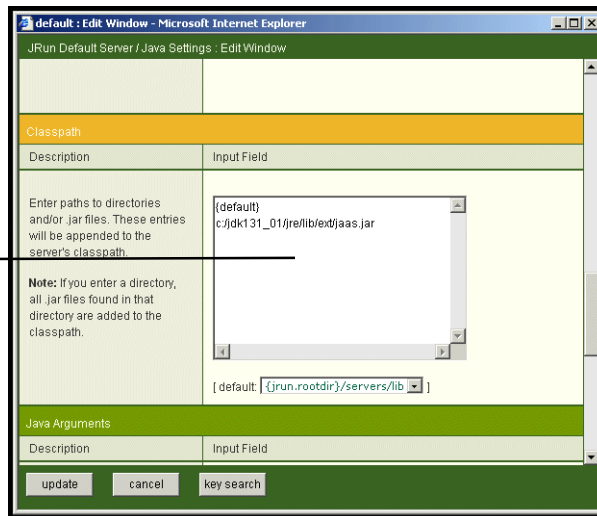 default : Edit Window - Microsoft Internet Explorer
JRun Default Server / Java Settings : Edit Window
Classpath
Description
Input Field
Enter paths to directories
and/or .jar files. These entries
will be appended to the
server's classpath.
Note: If you enter a directory,
all .jar files found in that
directory are added to the
classpath.
{default}
c:/jdk131_01/jre/lib/ext/jaas.jar
[ default: {jrun.rootdir}/servers/lib ]
Java Arguments
Description
Input Field
update
cancel
key search